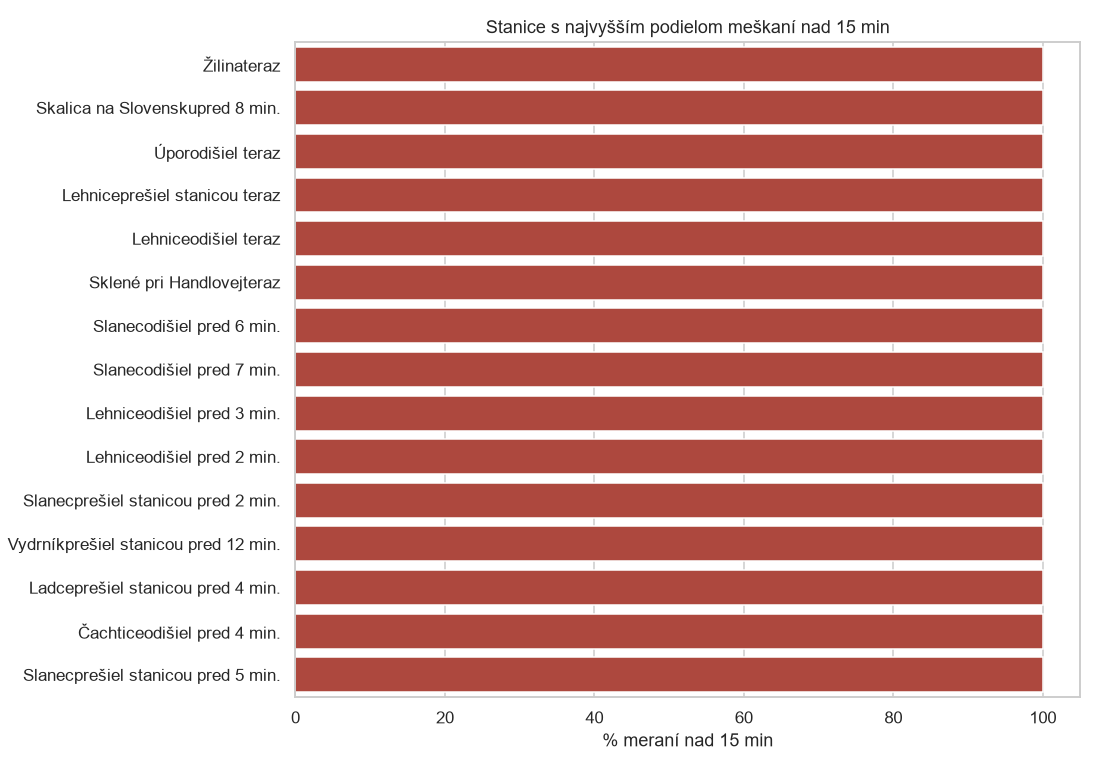 Stanice s najvyšším podielom meškaní nad 15 min
Žilinateraz
Skalica na Slovenskupred 8 min.
Úporodišiel teraz
Lehniceprešiel stanicou teraz
Lehniceodišiel teraz
Sklené pri Handlovejteraz
Slanecodišiel pred 6 min.
Slanecodišiel pred 7 min.
Lehniceodišiel pred 3 min.
Lehniceodišiel pred 2 min.
Slanecprešiel stanicou pred 2 min.
Vydrníkprešiel stanicou pred 12 min.
Ladceprešiel stanicou pred 4 min.
Čachticeodišiel pred 4 min.
Slanecprešiel stanicou pred 5 min.
0 20 40 60 80 100
% meraní nad 15 min